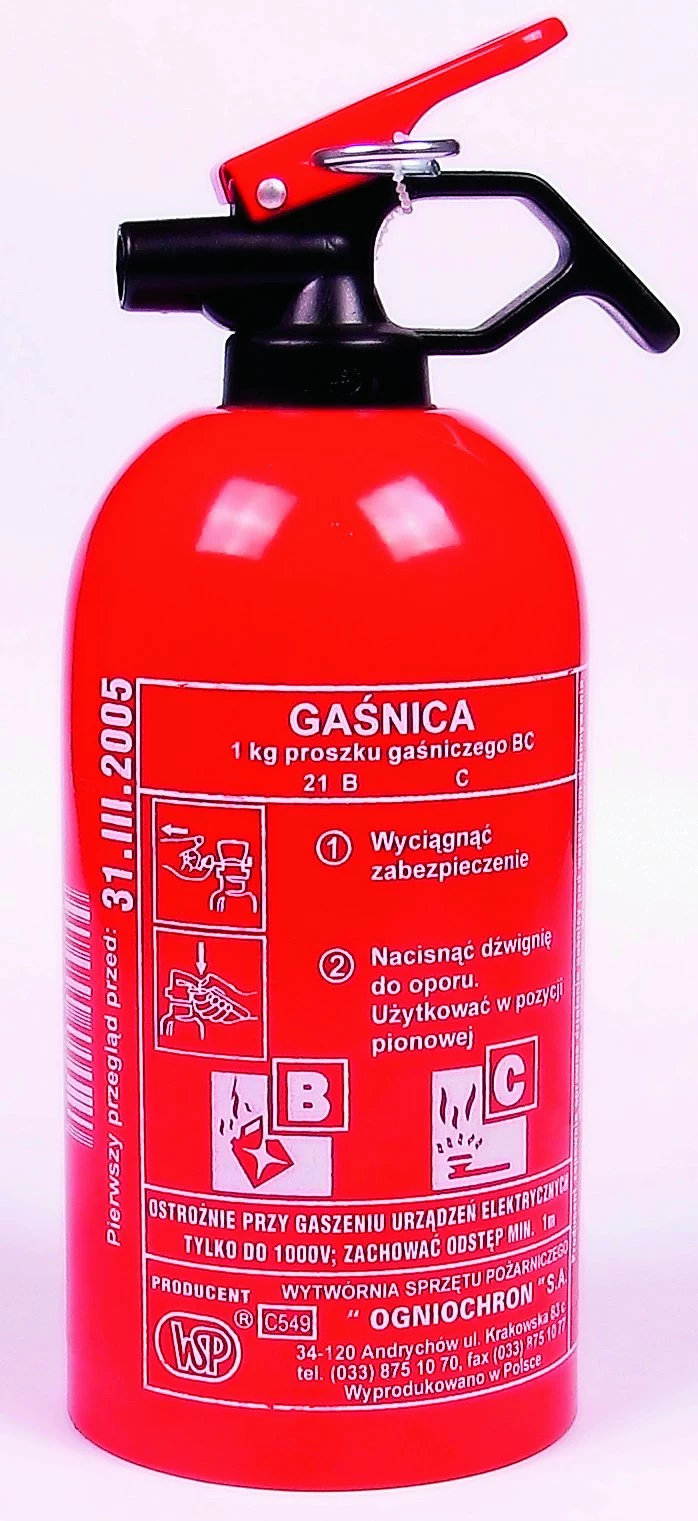 GAŚNICA
1 kg proszku gaśniczego BC
21 B C
1 Wyciągnąć
zabezpieczenie
2 Nacisnąć dźwignię
do oporu.
Użytkować w pozycji
pionowej
B C
OSTROŻNIE PRZY GASZENIU URZĄDZEŃ ELEKTRYCZNYCH
TYLKO DO 1000V; ZACHOWAĆ ODSTĘP MIN. 1m
PRODUCENT
WSP ® C549
WYTWÓRNIA SPRZĘTU POŻARNICZEGO
“ OGNIOCHRON “S.A.
34-120 Andrychów ul. Krakowska 83 c
tel. (033) 875 10 70, fax (033) 875 10 77
Wyprodukowano w Polsce
Pierwszy przegląd przed: 31.III.2005